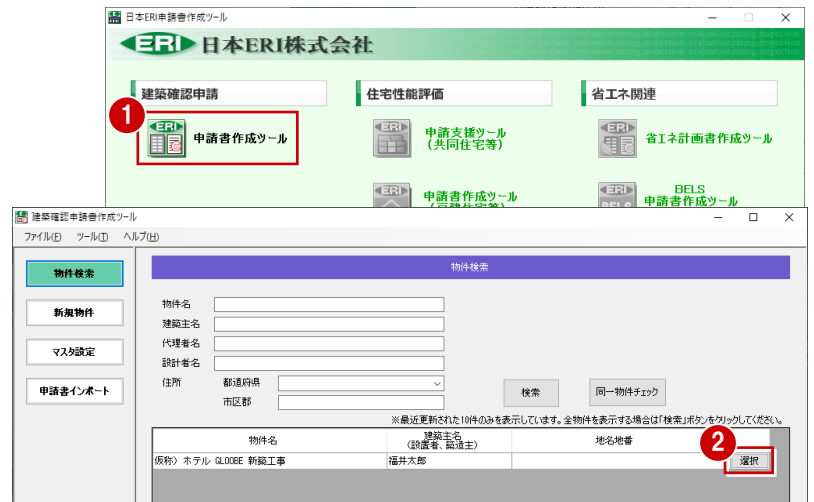 日本ERI申請書作成ツール
ERI 日本ERI株式会社
建築確認申請
住宅性能評価
省エネ関連
1
ERI 申請書作成ツール
ERI 申請支援ツール
(共同住宅等)
ERI 省エネ計画書作成ツール
ERI 申請書作成ツール
(戸建住宅等)
ERI BELS BELS
申請書作成ツール
建築確認申請書作成ツール
ファイル(F) ツール(T) ヘルプ(H)
物件検索
新規物件
マスタ設定
申請書インポート
物件検索
物件名
建築主名
代理者名
設計者名
住所 都道府県
市区郡
検索
同一物件チェック
※最近更新された10件のみを表示しています。全物件を表示する場合は「検索」ボタンをクリックしてください。
物件名
建築主名
(設置者、築造主)
地名地番
2
仮称) ホテル GLOOBE 新築工事
福井太郎
選択